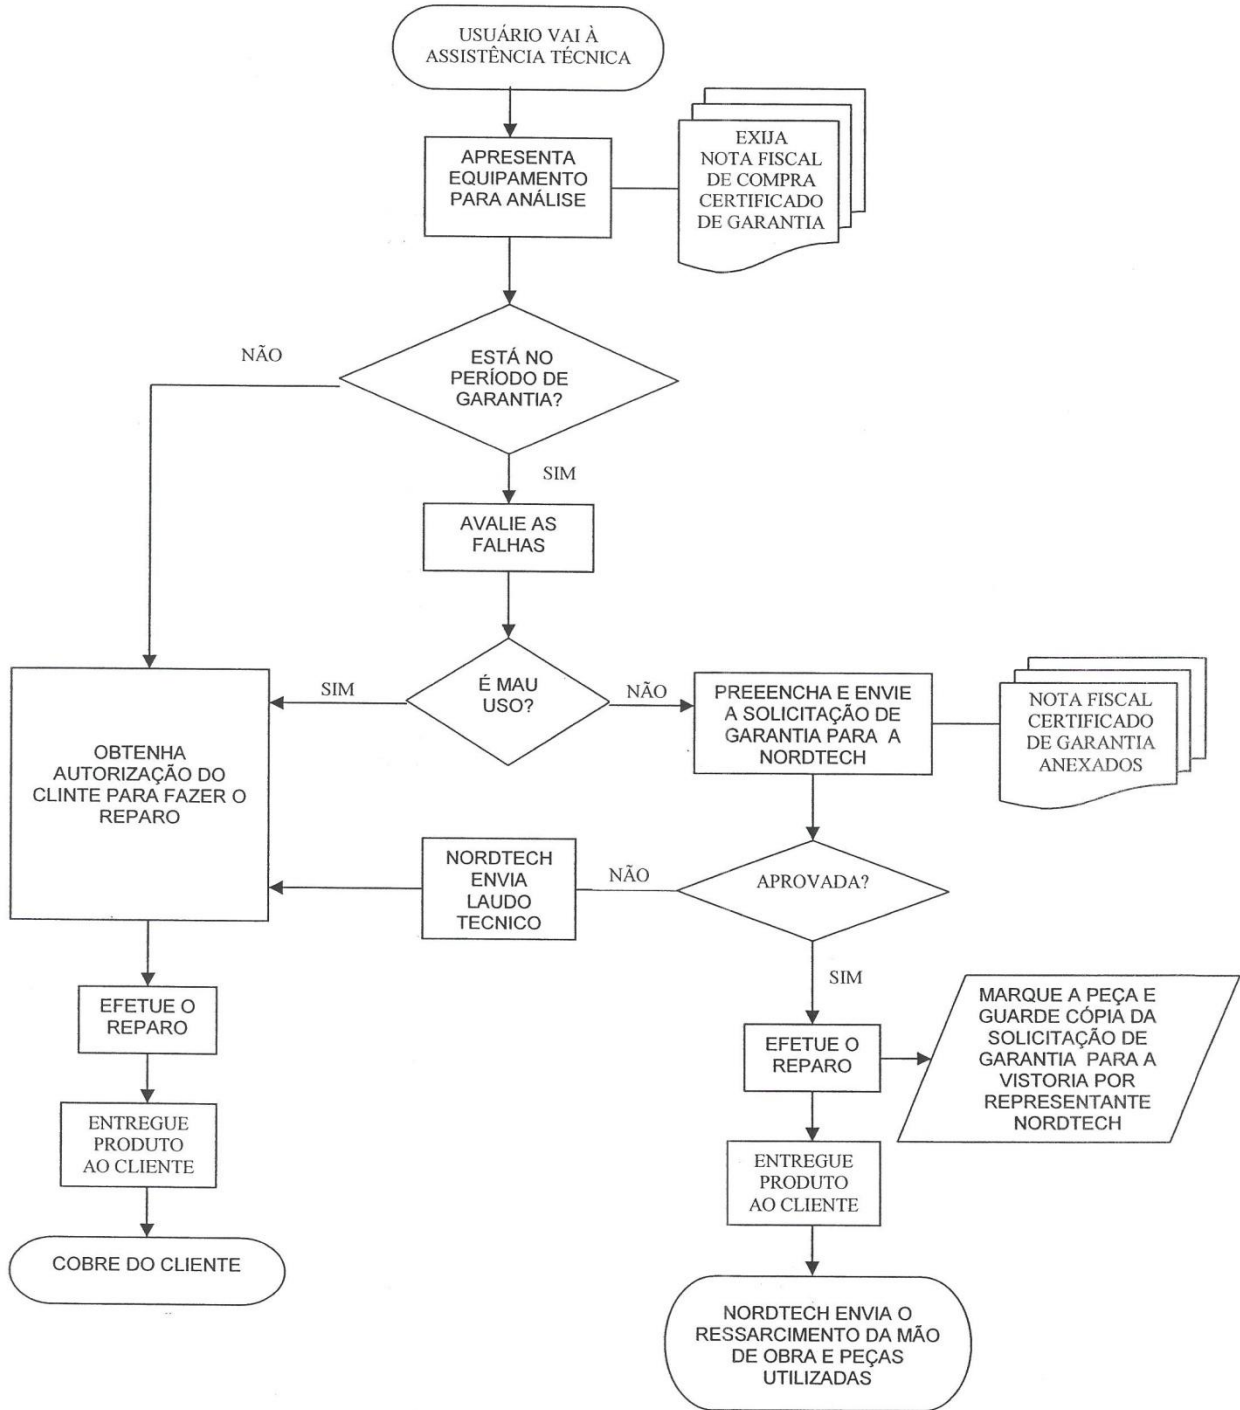 USUÁRIO VAI À
ASSISTÊNCIA TÉCNICA
APRESENTA
EQUIPAMENTO
PARA ANÁLISE
EXIJA
NOTA FISCAL
DE COMPRA
CERTIFICADO
DE GARANTIA
NÃO
ESTÁ NO
PERÍODO DE
GARANTIA?
SIM
AVALIE AS
FALHAS
É MAU
USO?
SIM
NÃO
PREEENCHA E ENVIE
A SOLICITAÇÃO DE
GARANTIA PARA A
NORDTECH
NOTA FISCAL
CERTIFICADO
DE GARANTIA
ANEXADOS
OBTENHA
AUTORIZAÇÃO DO
CLINTE PARA FAZER O
REPARO
NORDTECH
ENVIA
LAUDO
TECNICO
NÃO
APROVADA?
SIM
EFETUE O
REPARO
ENTREGUE
PRODUTO
AO CLIENTE
COBRE DO CLIENTE
EFETUE O
REPARO
MARQUE A PEÇA E
GUARDE CÓPIA DA
SOLICITAÇÃO DE
GARANTIA PARA A
VISTORIA POR
REPRESENTANTE
NORDTECH
ENTREGUE
PRODUTO
AO CLIENTE
NORDTECH ENVIA O
RESSARCIMENTO DA MÃO
DE OBRA E PEÇAS
UTILIZADAS